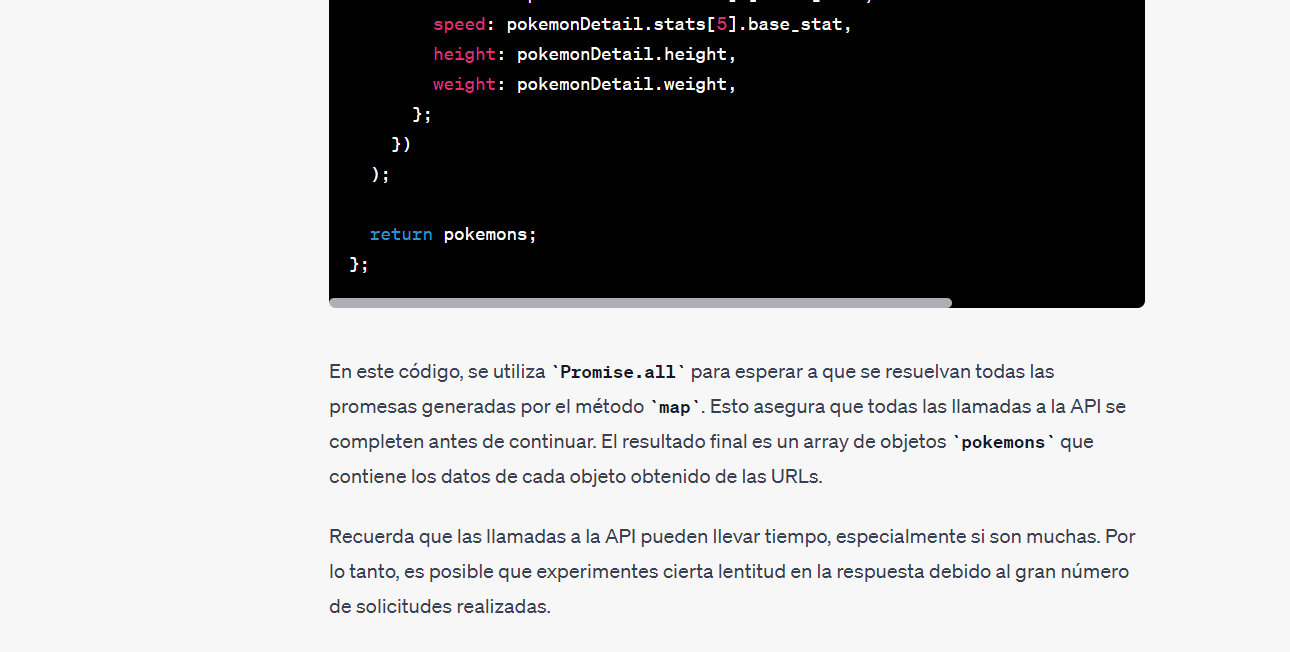 speed: pokemonDetail.stats[5].base_stat,
height: pokemonDetail.height,
weight: pokemonDetail.weight,
};
})
);
return pokemons;
};
En este código, se utiliza `Promise.all` para esperar a que se resuelvan todas las
promesas generadas por el método `map`. Esto asegura que todas las llamadas a la API se
completen antes de continuar. El resultado final es un array de objetos `pokemons` que
contiene los datos de cada objeto obtenido de las URLs.
Recuerda que las llamadas a la API pueden llevar tiempo, especialmente si son muchas. Por
lo tanto, es posible que experimentes cierta lentitud en la respuesta debido al gran número
de solicitudes realizadas.